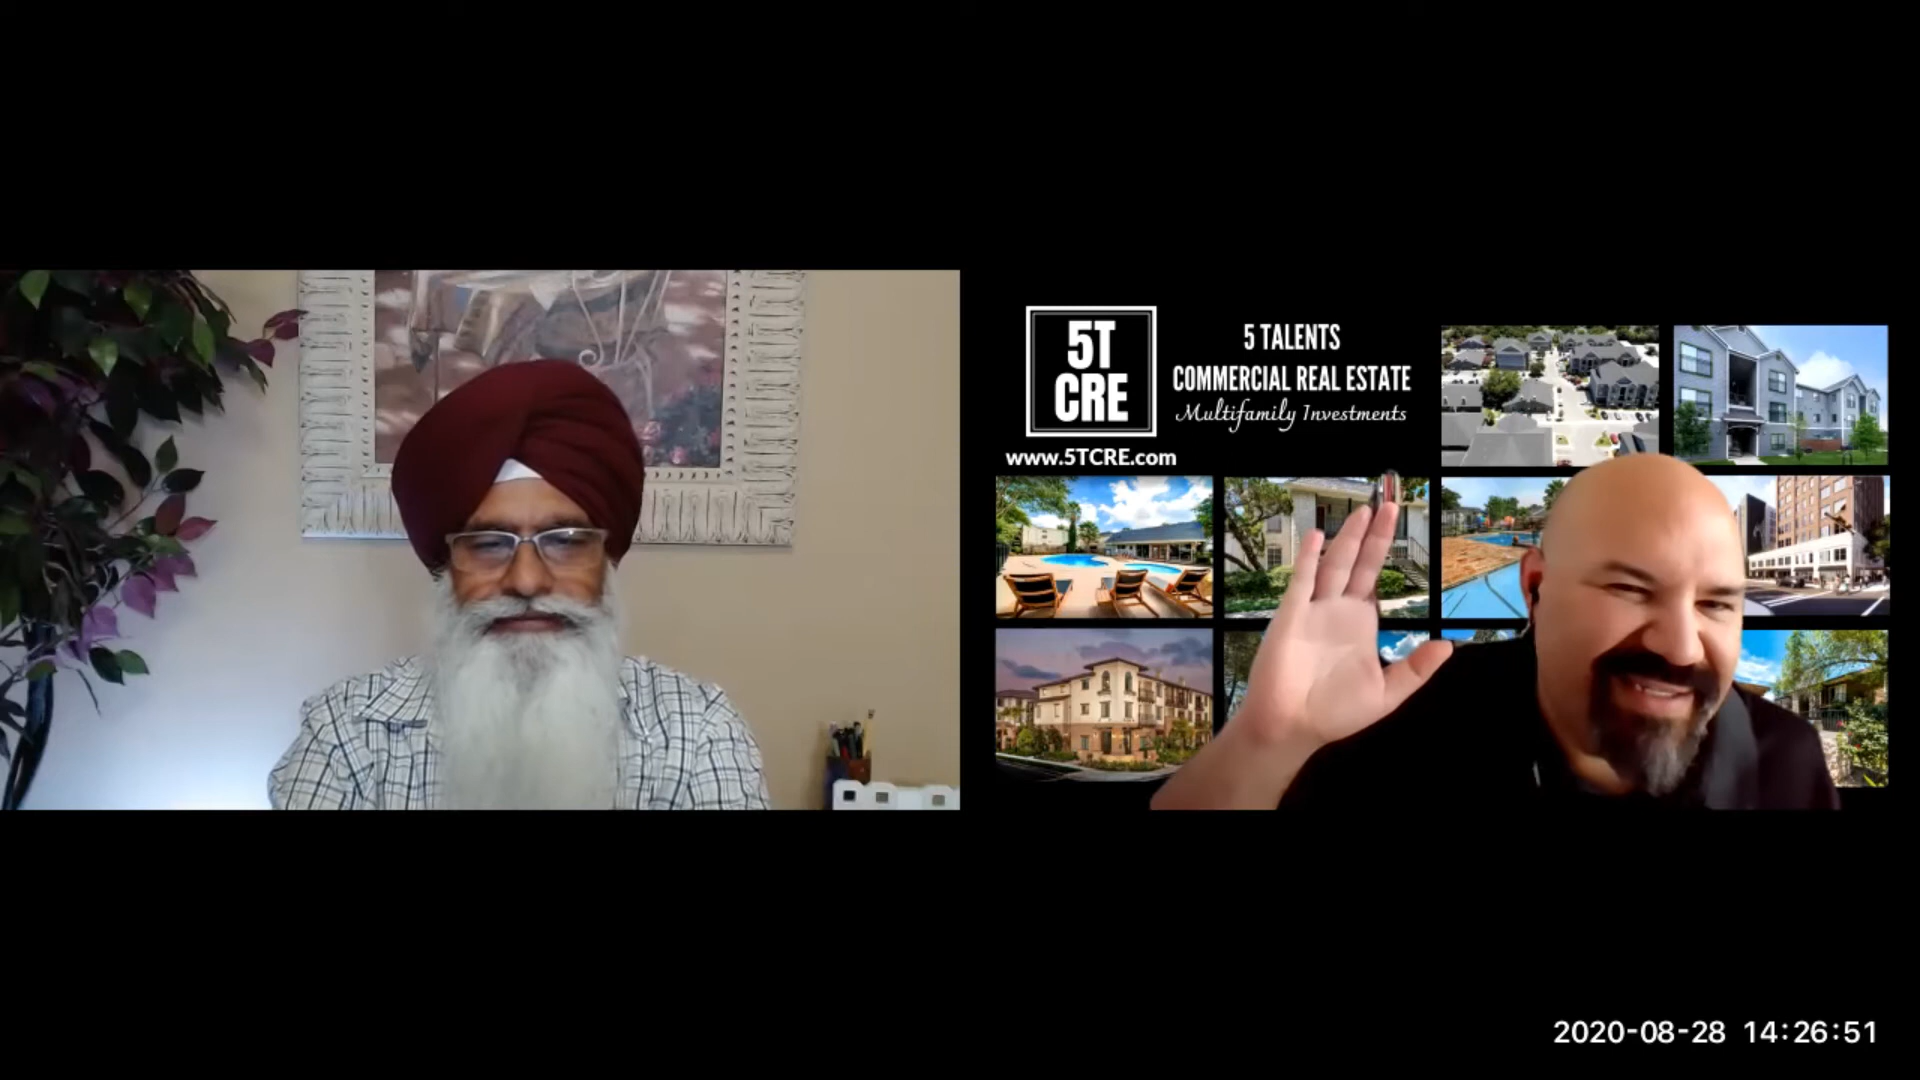 5T
CRE
5 TALENTS
COMMERCIAL REAL ESTATE
Multifamily Investments
www.5TCRE.com
2020-08-28 14:26:51